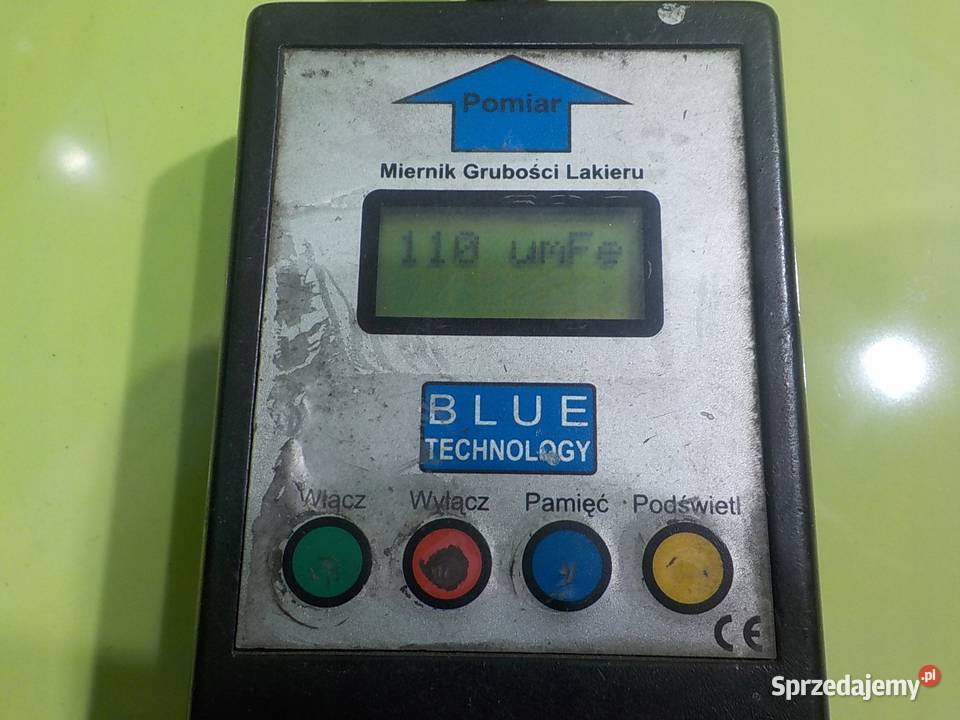 Pomiar
Miernik Grubości Lakieru
110 umFe
BLUE
TECHNOLOGY
Włącz Wyłącz Pamięć Podświetl
CE
Sprzedajemy.pl